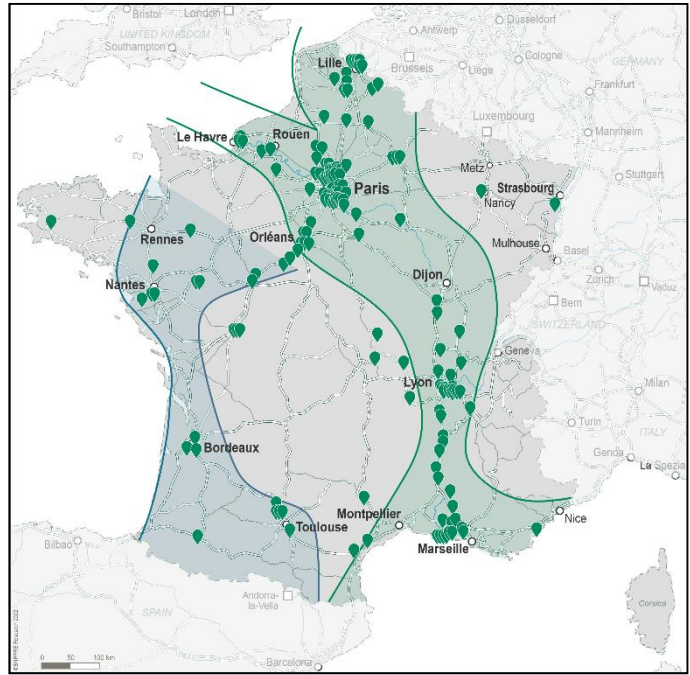 Bristol
London
UNITED KINGDOM
Southampton
Antwerp
Düsseldorf
Brussels
Cologne
Liège
GERMANY
Lille
Frankfurt
Luxembourg
Mannheim
Le Havre
Rouen
Metz
Stuttgart
Paris
Strasbourg
Nancy
Rennes
Orléans
Mulhouse
Basel
Zürich
Vaduz
Nantes
Dijon
Bern
SWITZERLAND
Geneva
Lyon
Milan
Turin
ITALY
Bordeaux
Genoa
La Spezia
Montpellier
Nice
Toulouse
Marseille
Bilbao
Andorra-
la-Vella
Corsica
SPAIN
Barcelona
0 50 100 km